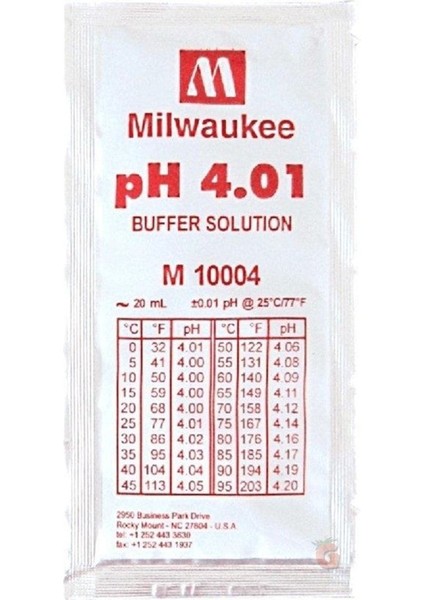 M
Milwaukee
pH 4.01
BUFFER SOLUTION
M 10004
~ 20 mL ±0.01 pH @ 25°C/77°F
°C °F pH °C °F pH
0 32 4.01 50 122 4.06
5 41 4.00 55 131 4.08
10 50 4.00 60 140 4.09
15 59 4.00 65 149 4.11
20 68 4.00 70 158 4.12
25 77 4.01 75 167 4.14
30 86 4.02 80 176 4.16
35 95 4.03 85 185 4.17
40 104 4.04 90 194 4.19
45 113 4.05 95 203 4.20
2950 Business Park Drive
Rocky Mount - NC 27804 - U.S.A.
tel: +1 252 443 3630
fax: +1 252 443 1937
G